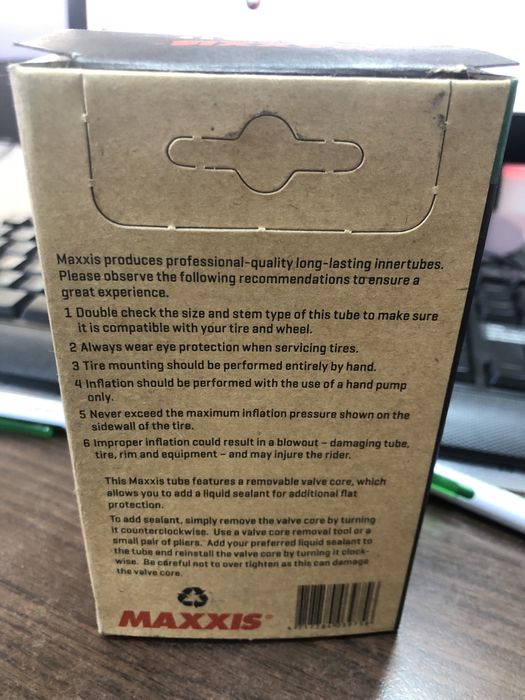 Maxxis produces professional-quality long-lasting innertubes.
Please observe the following recommendations to ensure a
great experience.
1 Double check the size and stem type of this tube to make sure
it is compatible with your tire and wheel.
2 Always wear eye protection when servicing tires.
3 Tire mounting should be performed entirely by hand.
4 Inflation should be performed with the use of a hand pump
only.
5 Never exceed the maximum inflation pressure shown on the
sidewall of the tire.
6 Improper inflation could result in a blowout – damaging tube,
tire, rim and equipment – and may injure the rider.
This Maxxis tube features a removable valve core, which
allows you to add a liquid sealant for additional flat
protection.
To add sealant, simply remove the valve core by turning
it counterclockwise. Use a valve core removal tool or a
small pair of pliers. Add your preferred liquid sealant to
the tube and reinstall the valve core by turning it clock-
wise. Be careful not to over tighten as this can damage
the valve core.
MAXXIS®